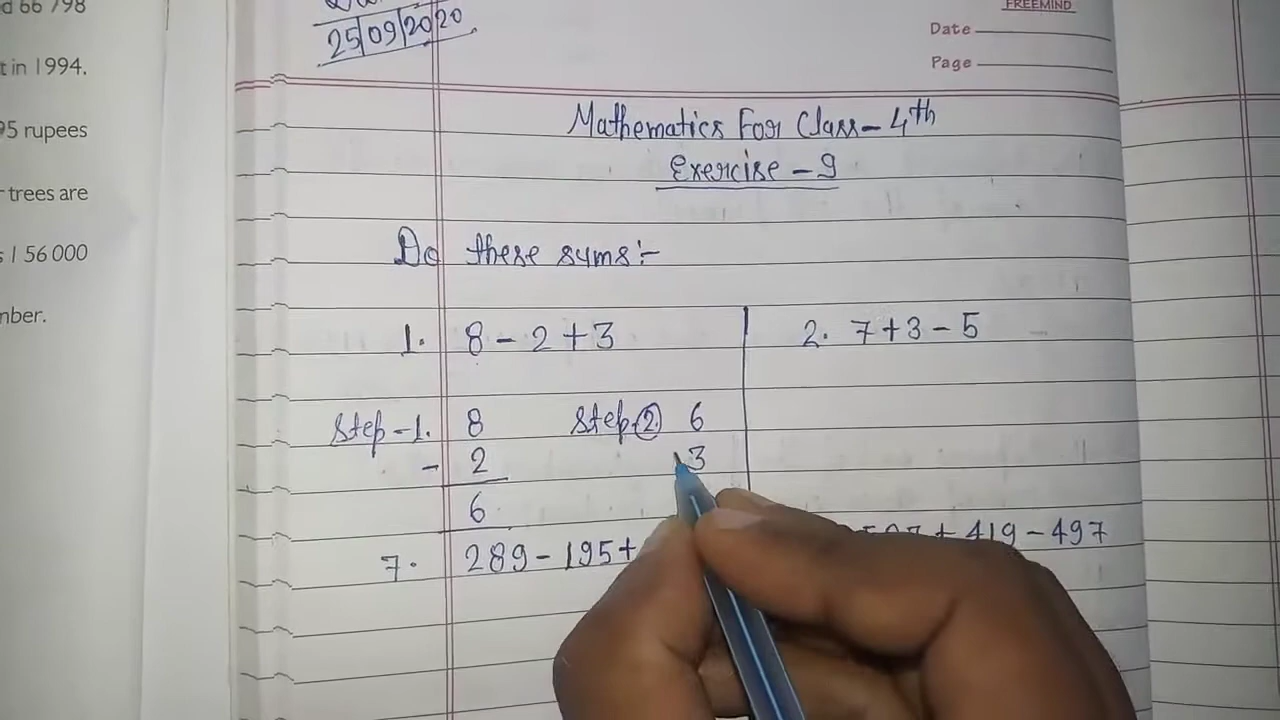 d 66 798
t in 1994.
95 rupees
trees are
1 56 000
mber.
25/09/2020
FREEMIND
Date
Page
Mathematics For Class-4th
Exercise-9
Do these sums:-
1. 8-2+3
2. 7+3-5
Step-1. 8
-2
6
Step-② 6
3
7. 289-195+
+419-497